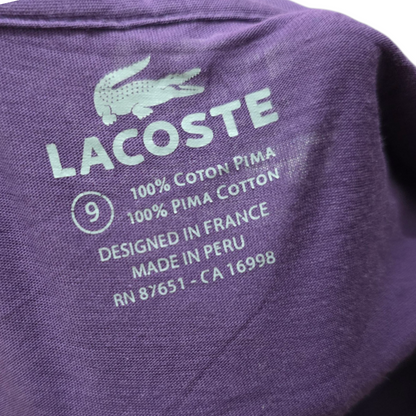 LACOSTE
9
100% COTON PIMA
100% PIMA COTTON
DESIGNED IN FRANCE
MADE IN PERU
RN 87651 - CA 16998